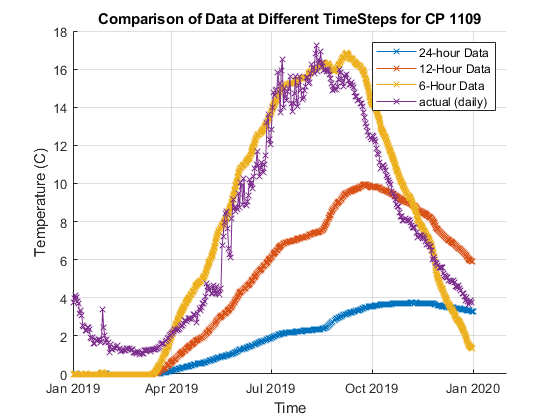 Comparison of Data at Different TimeSteps for CP 1109
18
16
14
12
10
8
6
4
2
0
Temperature (C)
24-hour Data
12-Hour Data
6-Hour Data
actual (daily)
Jan 2019
Apr 2019
Jul 2019
Oct 2019
Jan 2020
Time